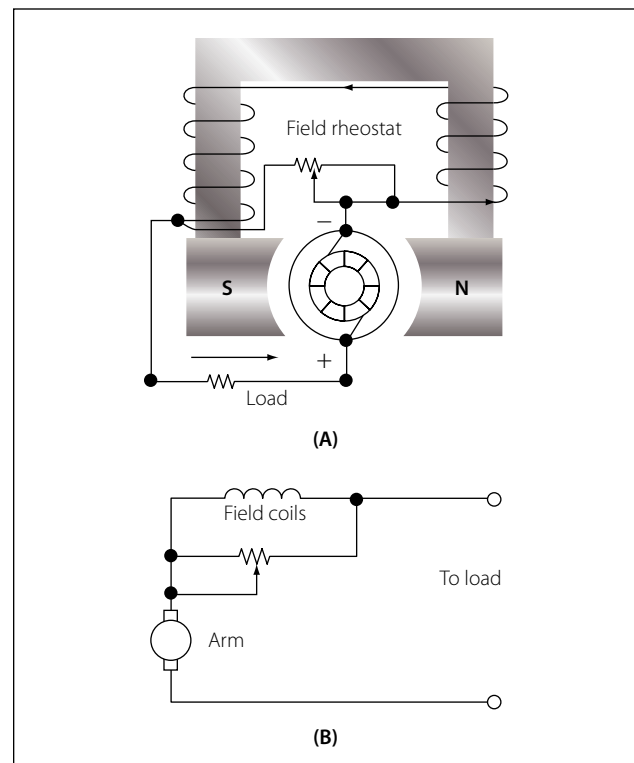 Field rheostat
−
S
N
+
Load
(A)
Field coils
To load
Arm
(B)